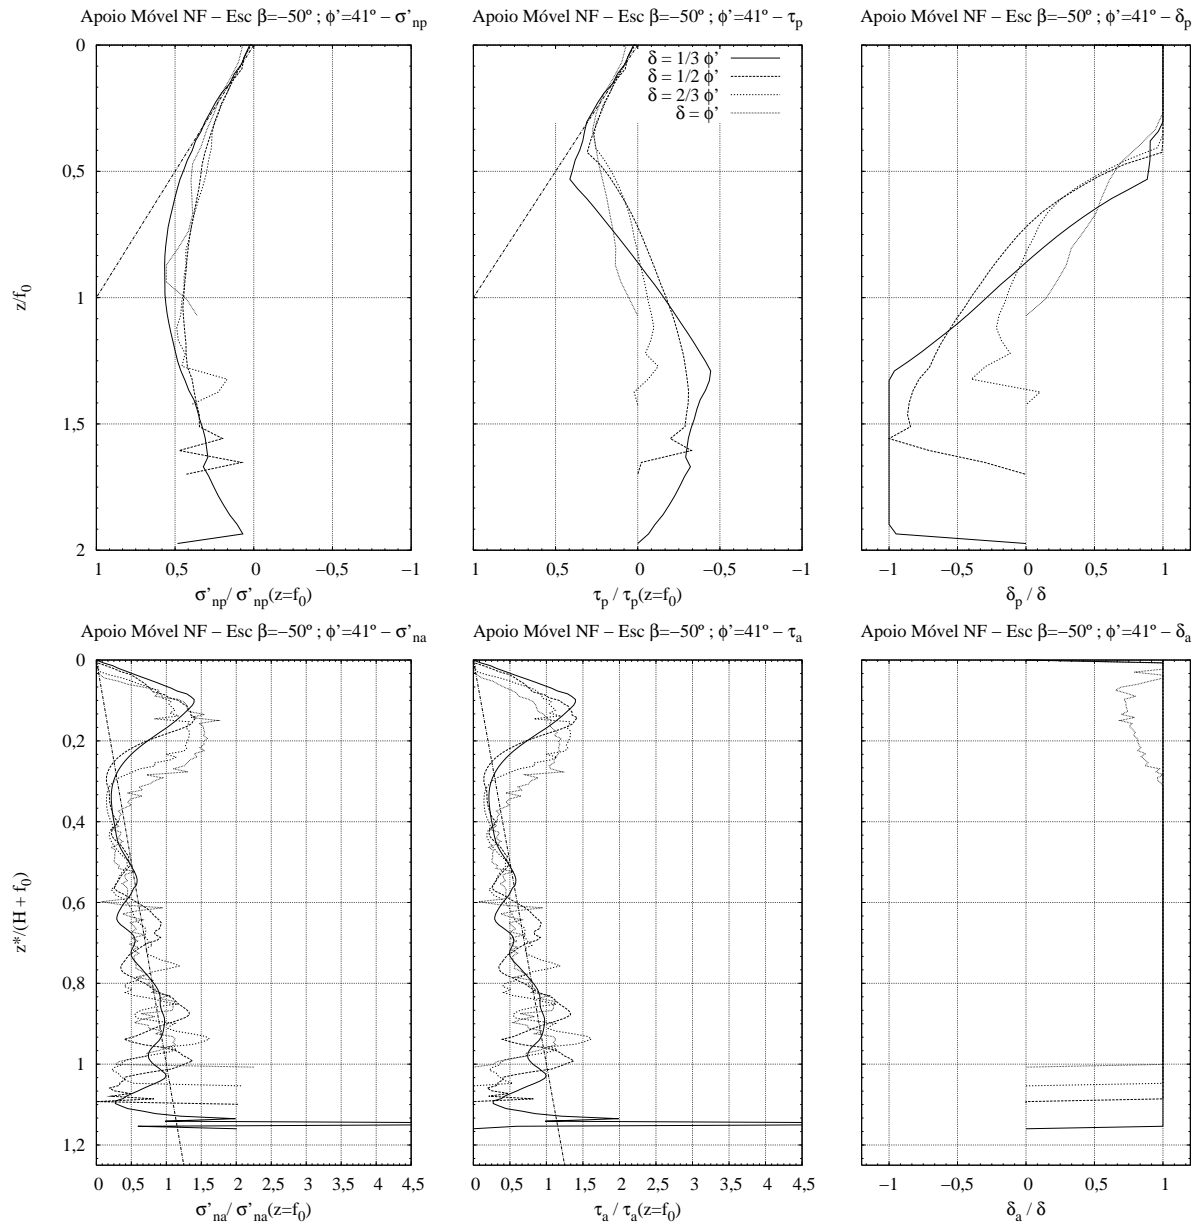 Apoio Móvel NF – Esc β=–50º ; ϕ’=41º – σ’np
Apoio Móvel NF – Esc β=–50º ; ϕ’=41º – τp
Apoio Móvel NF – Esc β=–50º ; ϕ’=41º – δp
0
0,5
1
1,5
2
z/f0
1 0,5 0 –0,5 –1
σ’np/ σ’np(z=f0)
δ = 1/3 ϕ’
δ = 1/2 ϕ’
δ = 2/3 ϕ’
δ = ϕ’
1 0,5 0 –0,5 –1
τp / τp(z=f0)
–1 –0,5 0 0,5 1
δp / δ
Apoio Móvel NF – Esc β=–50º ; ϕ’=41º – σ’na
Apoio Móvel NF – Esc β=–50º ; ϕ’=41º – τa
Apoio Móvel NF – Esc β=–50º ; ϕ’=41º – δa
0
0,2
0,4
0,6
0,8
1
1,2
z*/(H + f0)
0 0,5 1 1,5 2 2,5 3 3,5 4 4,5
σ’na/ σ’na(z=f0)
0 0,5 1 1,5 2 2,5 3 3,5 4 4,5
τa / τa(z=f0)
–1 –0,5 0 0,5 1
δa / δ